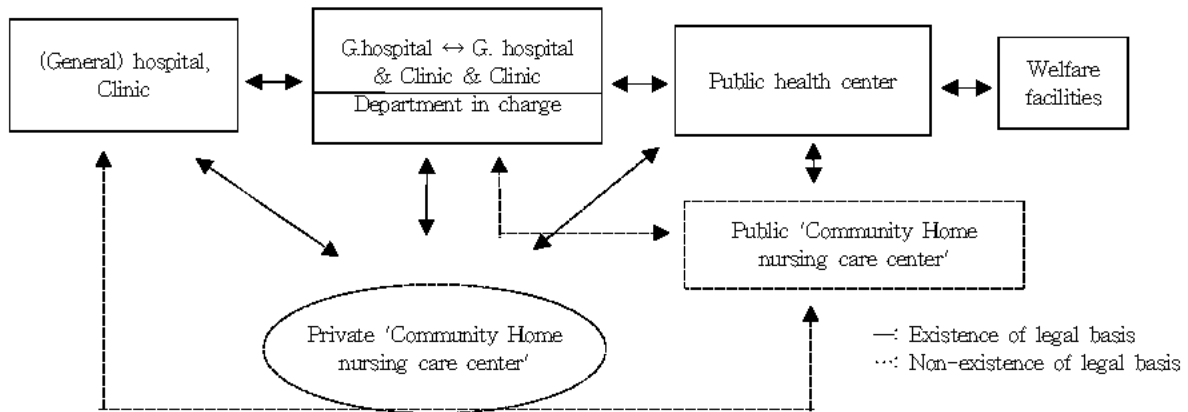 (General) hospital,
Clinic
G.hospital ↔ G. hospital
& Clinic & Clinic
Department in charge
Public health center
Welfare
facilities
Public ‘Community Home
nursing care center’
Private ‘Community Home
nursing care center’
—: Existence of legal basis
···: Non-existence of legal basis